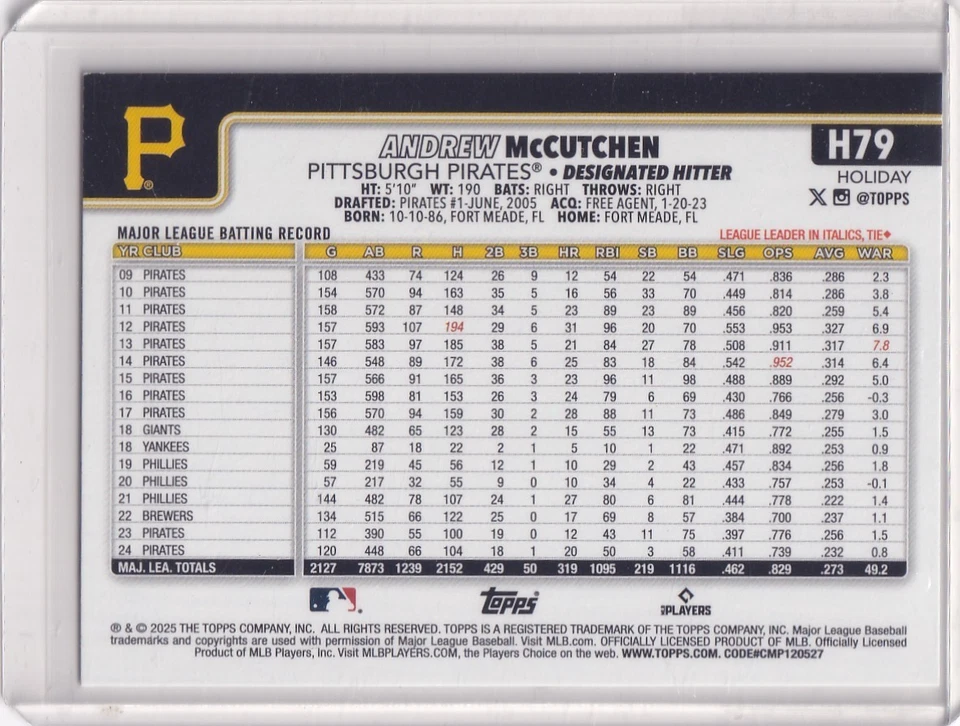 P®
ANDREW McCUTCHEN
H79
PITTSBURGH PIRATES® • DESIGNATED HITTER
HOLIDAY
HT: 5'10" WT: 190 BATS: RIGHT THROWS: RIGHT
DRAFTED: PIRATES #1-JUNE, 2005 ACQ: FREE AGENT, 1-20-23
X @TOPPS
BORN: 10-10-86, FORT MEADE, FL HOME: FORT MEADE, FL
MAJOR LEAGUE BATTING RECORD LEAGUE LEADER IN ITALICS, TIE◆
YR CLUB G AB R H 2B 3B HR RBI SB BB SLG OPS AVG WAR
09 PIRATES 108 433 74 124 26 9 12 54 22 54 .471 .836 .286 2.3
10 PIRATES 154 570 94 163 35 5 16 56 33 70 .449 .814 .286 3.8
11 PIRATES 158 572 87 148 34 5 23 89 23 89 .456 .820 .259 5.4
12 PIRATES 157 593 107 194 29 6 31 96 20 70 .553 .953 .327 6.9
13 PIRATES 157 583 97 185 38 5 21 84 27 78 .508 .911 .317 7.8
14 PIRATES 146 548 89 172 38 6 25 83 18 84 .542 .952 .314 6.4
15 PIRATES 157 566 91 165 36 3 23 96 11 98 .488 .889 .292 5.0
16 PIRATES 153 598 81 153 26 3 24 79 6 69 .430 .766 .256 -0.3
17 PIRATES 156 570 94 159 30 2 28 88 11 73 .486 .849 .279 3.0
18 GIANTS 130 482 65 123 28 2 15 55 13 73 .415 .772 .255 1.5
18 YANKEES 25 87 18 22 2 1 5 10 1 22 .471 .892 .253 0.9
19 PHILLIES 59 219 45 56 12 1 10 29 2 43 .457 .834 .256 1.8
20 PHILLIES 57 217 32 55 9 0 10 34 4 22 .433 .757 .253 -0.1
21 PHILLIES 144 482 78 107 24 1 27 80 6 81 .444 .778 .222 1.4
22 BREWERS 134 515 66 122 25 0 17 69 8 57 .384 .700 .237 1.1
23 PIRATES 112 390 55 100 19 0 12 43 11 75 .397 .776 .256 1.5
24 PIRATES 120 448 66 104 18 1 20 50 3 58 .411 .739 .232 0.8
MAJ. LEA. TOTALS 2127 7873 1239 2152 429 50 319 1095 219 1116 .462 .829 .273 49.2
topps® PLAYERS
® & © 2025 THE TOPPS COMPANY, INC. ALL RIGHTS RESERVED. TOPPS IS A REGISTERED TRADEMARK OF THE TOPPS COMPANY, INC. Major League Baseball
trademarks and copyrights are used with permission of Major League Baseball. Visit MLB.com. OFFICIALLY LICENSED PRODUCT OF MLB. Officially Licensed
Product of MLB Players, Inc. Visit MLBPLAYERS.COM, the Players Choice on the web. WWW.TOPPS.COM. CODE#CMP120527